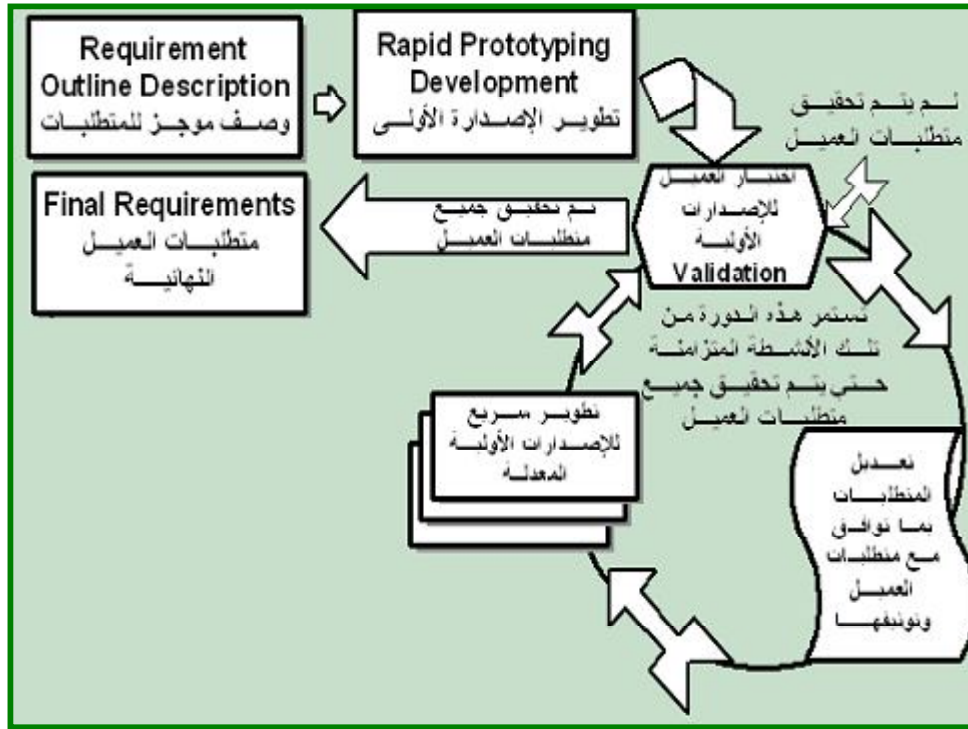 Requirement
Outline Description
وصف موجز للمتطلبات
Rapid Prototyping
Development
تطوير الإصدارة الأولى
لم يتم تحقيق
متطلبات العميل
اختبار العميل
للإصدارات
الأولية
Validation
تم تحقيق جميع
متطلبات العميل
Final Requirements
متطلبات العميل
النهائية
تستمر هذه الدورة من
تلك الأنشطة المتزامنة
حتى يتم تحقيق جميع
متطلبات العميل
تطوير سريع
للإصدارات الأولية
المعدلة
تعديل
المتطلبات
بما توافق
مع متطلبات
العميل
وتوثيقها